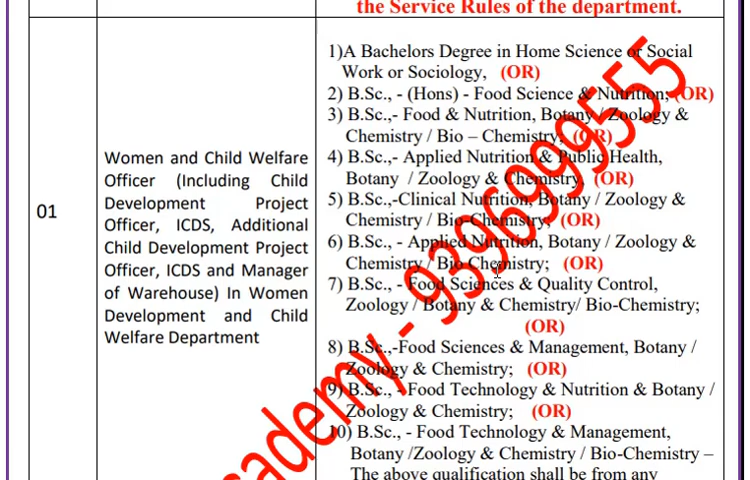 the Service Rules of the department.
1)A Bachelors Degree in Home Science or Social
Work or Sociology, (OR)
2) B.Sc., - (Hons) - Food Science & Nutrition; (OR)
3) B.Sc.,- Food & Nutrition, Botany / Zoology &
Chemistry / Bio – Chemistry; (OR)
4) B.Sc.,- Applied Nutrition & Public Health,
Botany / Zoology & Chemistry, (OR)
5) B.Sc.,-Clinical Nutrition, Botany / Zoology &
Chemistry / Bio-Chemistry; (OR)
6) B.Sc., - Applied Nutrition, Botany / Zoology &
Chemistry / Bio Chemistry; (OR)
7) B.Sc., - Food Sciences & Quality Control,
Zoology / Botany & Chemistry/ Bio-Chemistry;
(OR)
8) B.Sc.,-Food Sciences & Management, Botany /
Zoology & Chemistry; (OR)
9) B.Sc., - Food Technology & Nutrition & Botany /
Zoology & Chemistry; (OR)
10) B.Sc., - Food Technology & Management,
Botany /Zoology & Chemistry / Bio-Chemistry –
The above qualification shall be from any
01
Women and Child Welfare
Officer (Including Child
Development Project
Officer, ICDS, Additional
Child Development Project
Officer, ICDS and Manager
of Warehouse) In Women
Development and Child
Welfare Department
ademy - 9396999555